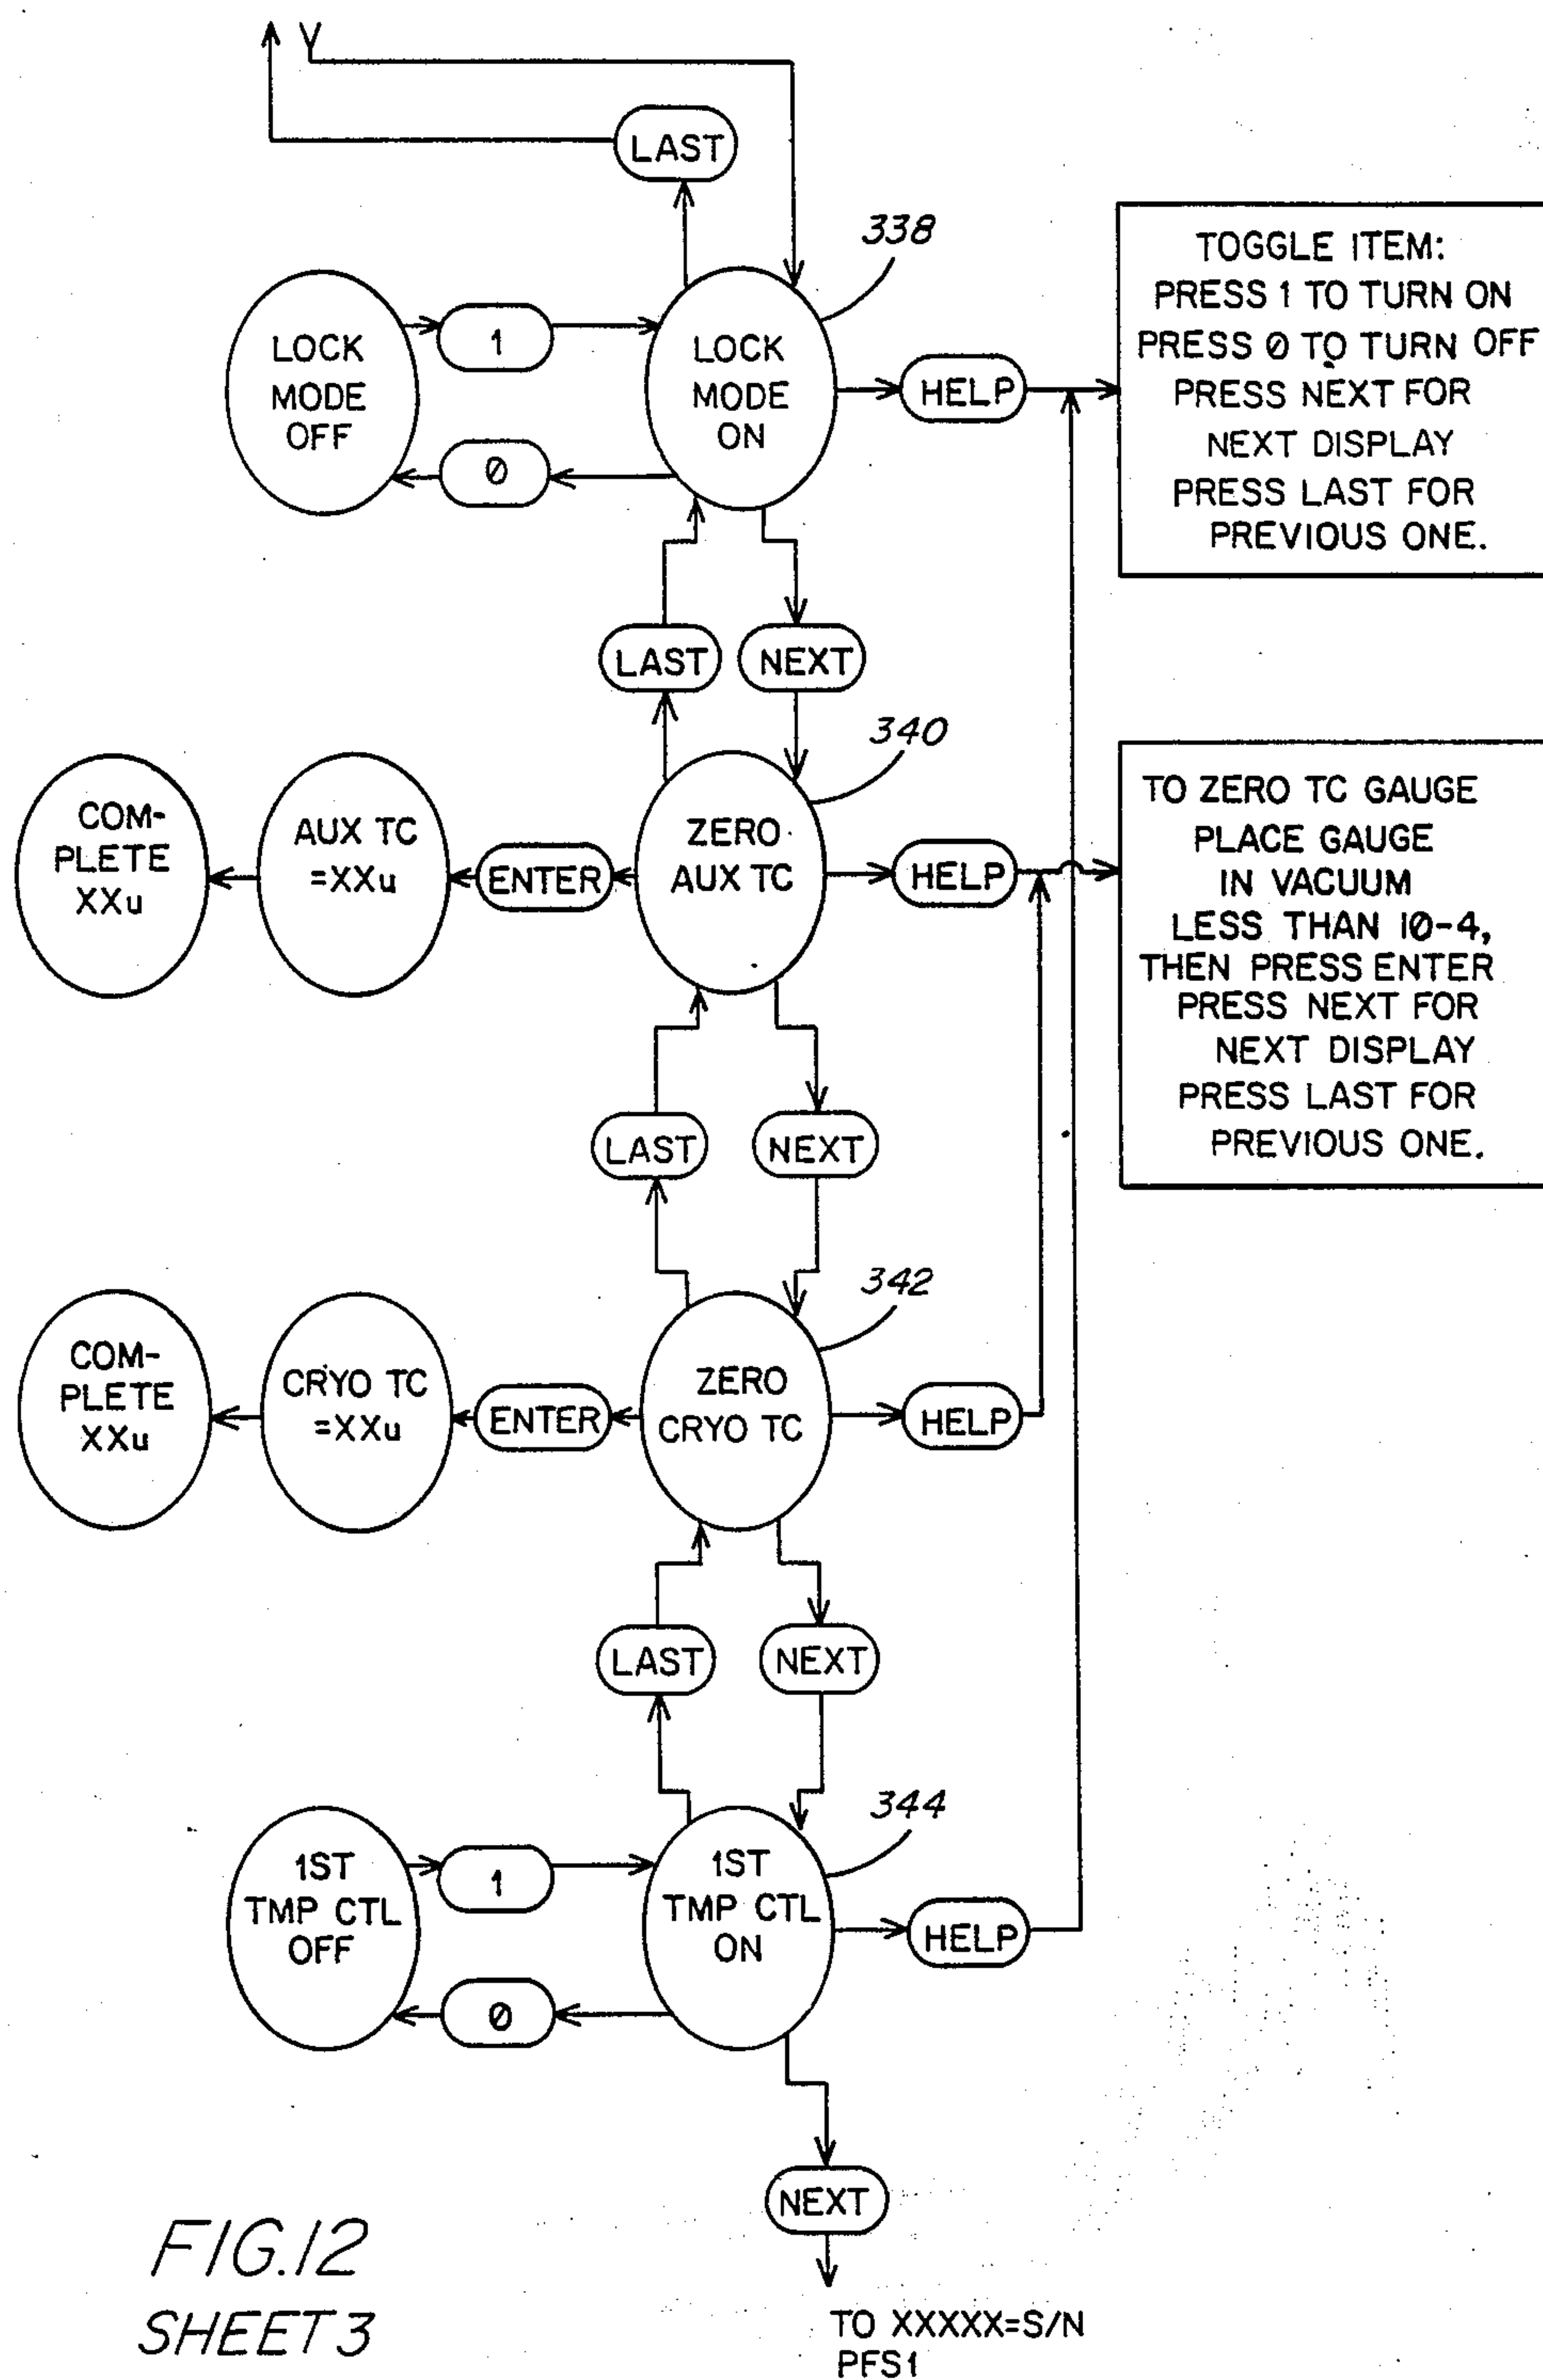 LAST
338
LOCK
MODE
OFF
1
0
LOCK
MODE
ON
HELP
TOGGLE ITEM:
PRESS 1 TO TURN ON
PRESS 0 TO TURN OFF
PRESS NEXT FOR
NEXT DISPLAY
PRESS LAST FOR
PREVIOUS ONE.
LAST
NEXT
340
COM-
PLETE
XXu
AUX TC
=XXu
ENTER
ZERO
AUX TC
HELP
TO ZERO TC GAUGE
PLACE GAUGE
IN VACUUM
LESS THAN 10-4,
THEN PRESS ENTER
PRESS NEXT FOR
NEXT DISPLAY
PRESS LAST FOR
PREVIOUS ONE.
LAST
NEXT
342
COM-
PLETE
XXu
CRYO TC
=XXu
ENTER
ZERO
CRYO TC
HELP
LAST
NEXT
344
1ST
TMP CTL
OFF
1
0
1ST
TMP CTL
ON
HELP
NEXT
TO XXXXX=S/N
PFS1
FIG.12
SHEET 3